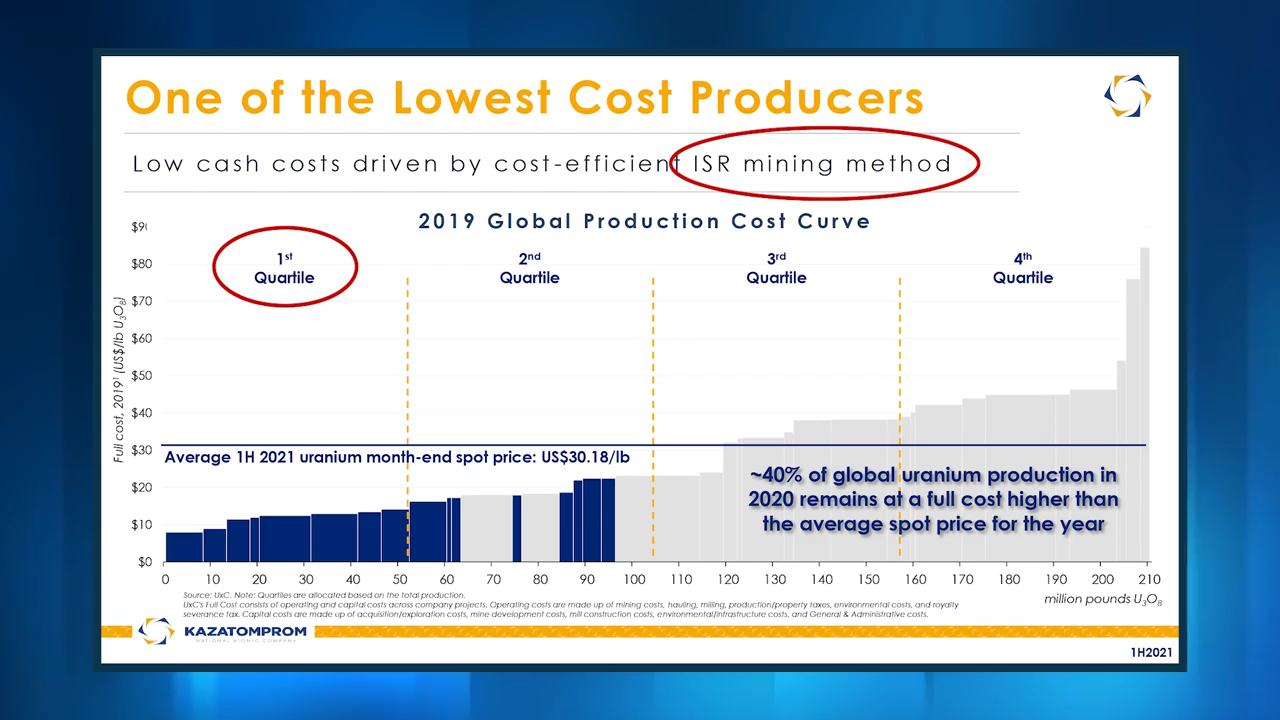 One of the Lowest Cost Producers
Low cash costs driven by cost-efficient ISR mining method
2019 Global Production Cost Curve
1st
Quartile
2nd
Quartile
3rd
Quartile
4th
Quartile
Full cost, 2019¹ (US$/lb U₃O₈)
$80
$70
$60
$50
$40
$30
$20
$10
$0
Average 1H 2021 uranium month-end spot price: US$30.18/lb
~40% of global uranium production in
2020 remains at a full cost higher than
the average spot price for the year
0 10 20 30 40 50 60 70 80 90 100 110 120 130 140 150 160 170 180 190 200 210
million pounds U₃O₈
Source: UxC. Note: Quartiles are allocated based on the total production.
UxC's Full Cost consists of operating and capital costs across company projects. Operating costs are made up of mining costs, hauling, milling, production/property taxes, environmental costs, and royalty
severance tax. Capital costs are made up of acquisition/exploration costs, mine development costs, mill construction costs, environmental/infrastructure costs, and General & Administrative costs.
KAZATOMPROM
NATIONAL ATOMIC COMPANY
1H2021